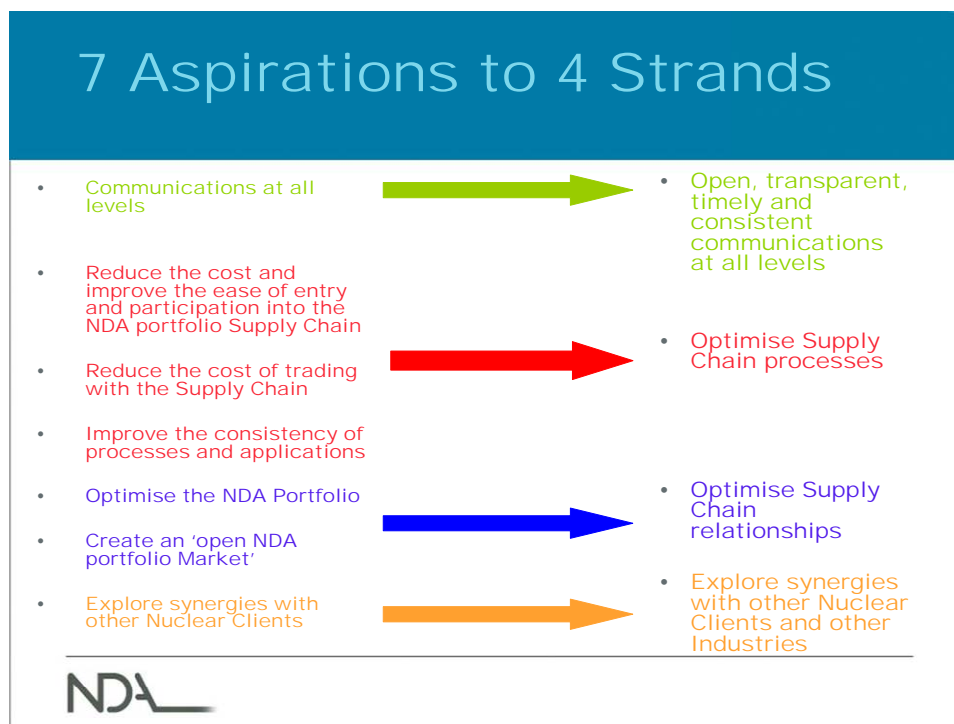 7 Aspirations to 4 Strands
• Communications at all
levels
• Reduce the cost and
improve the ease of entry
and participation into the
NDA portfolio Supply Chain
• Reduce the cost of trading
with the Supply Chain
• Improve the consistency of
processes and applications
• Optimise the NDA Portfolio
• Create an ‘open NDA
portfolio Market’
• Explore synergies with
other Nuclear Clients
• Open, transparent,
timely and
consistent
communications
at all levels
• Optimise Supply
Chain processes
• Optimise Supply
Chain
relationships
• Explore synergies
with other Nuclear
Clients and other
Industries
NDA